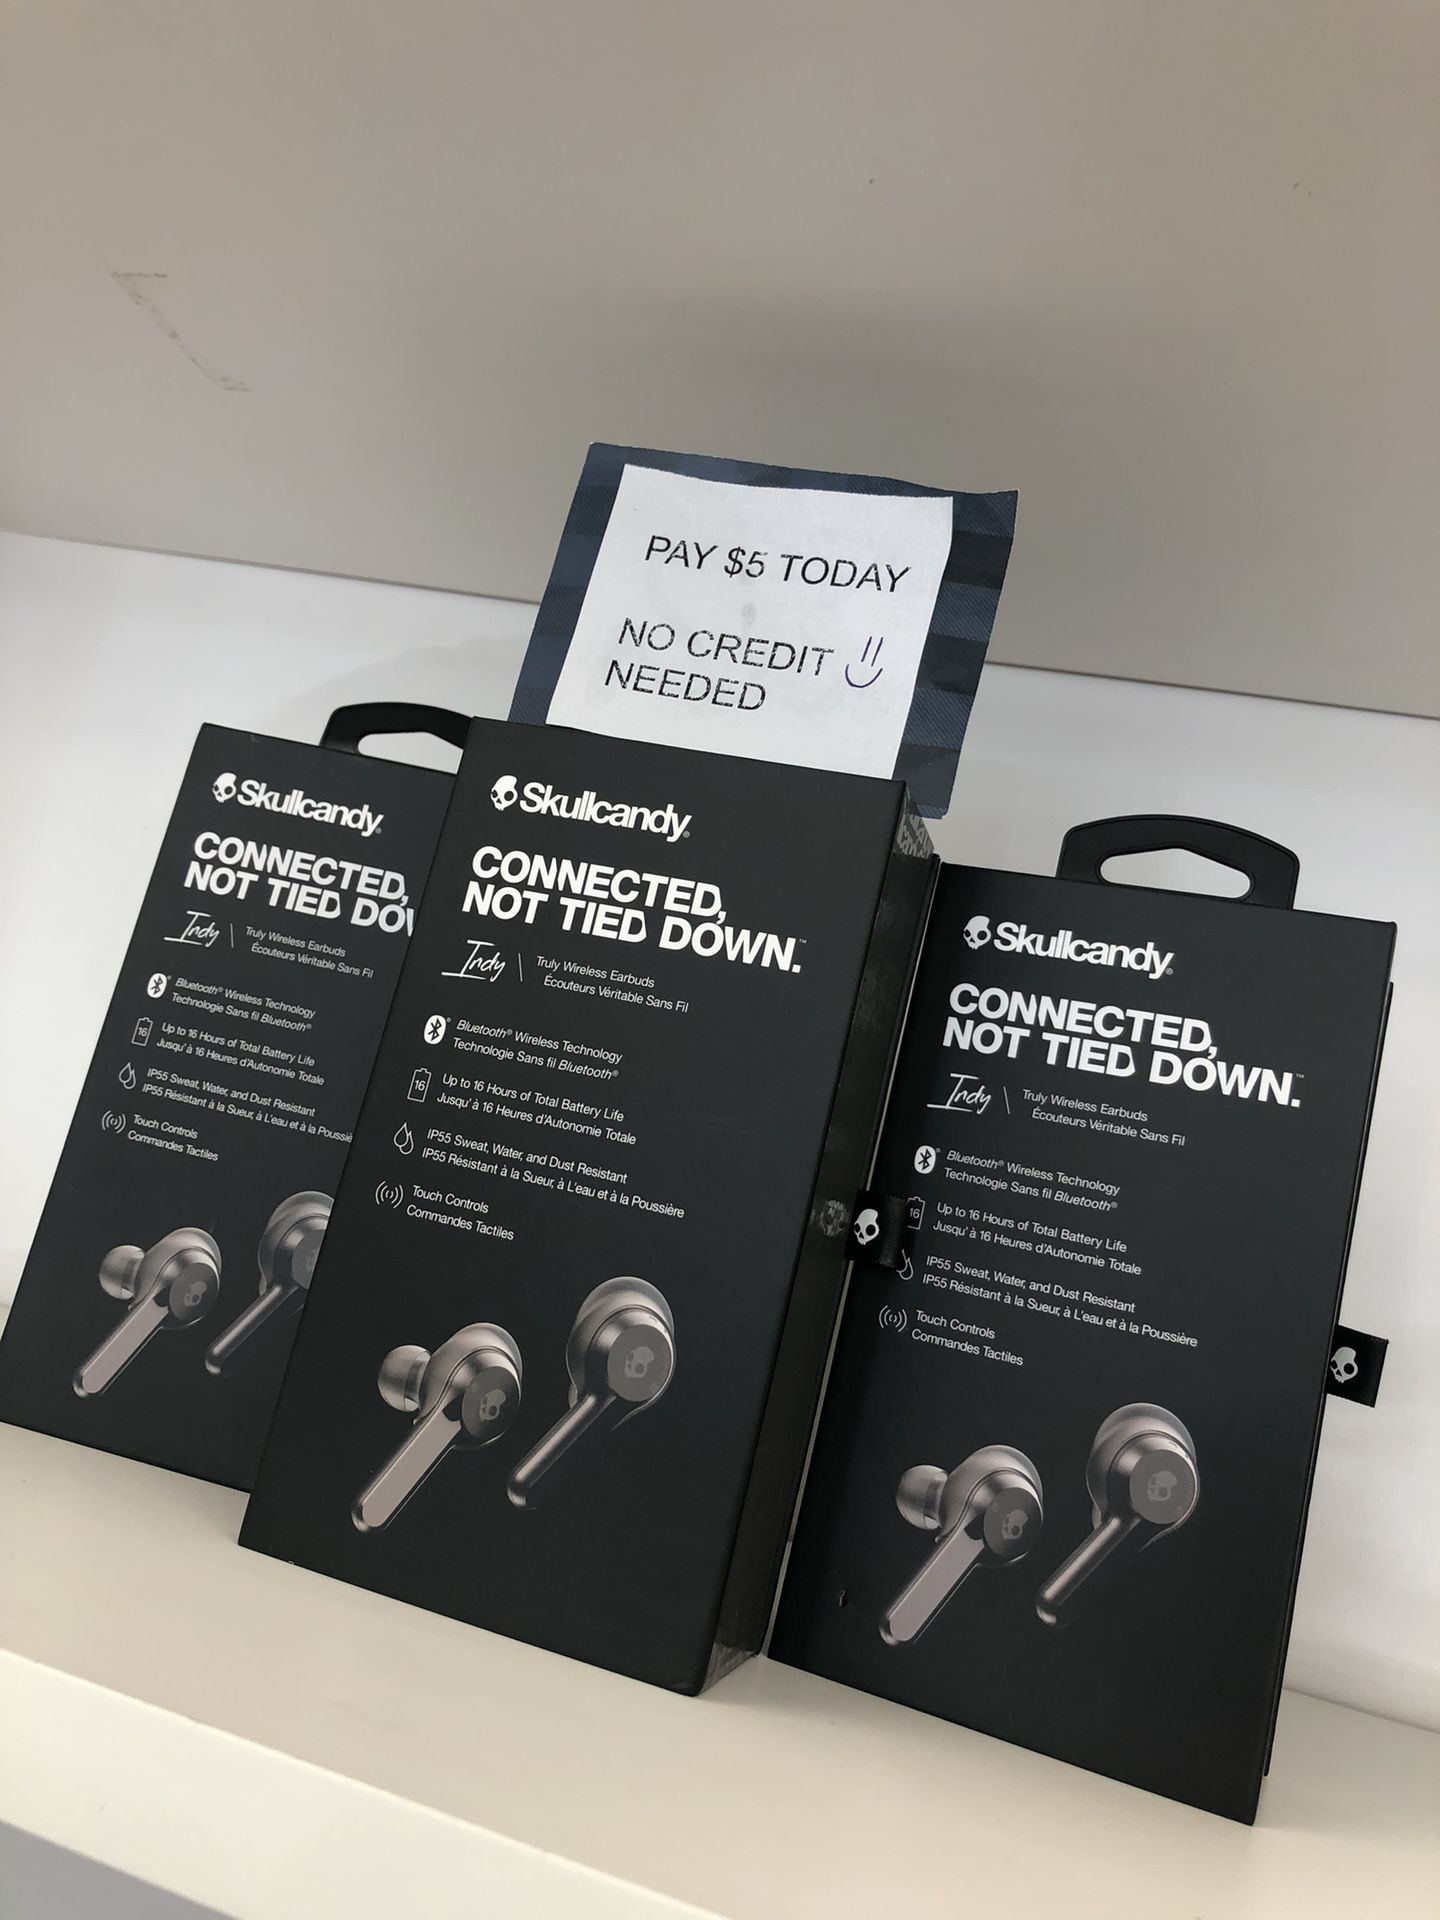 PAY $5 TODAY
NO CREDIT
NEEDED
Skullcandy®
CONNECTED,
NOT TIED
Indy \ Truly Wireless Earbuds
Écouteurs Véritable Sans Fil
Bluetooth® Wireless Technology
Technologie Sans fil Bluetooth®
16 Up to 16 Hours of Total Battery Life
Jusqu'à 16 Heures d'Autonomie Totale
IP55 Sweat, Water, and Dust Resistant
IP55 Résistant à la Sueur, à L'eau et à la
Touch Controls
Commandes Tactiles
Skullcandy®
CONNECTED,
NOT TIED DOWN.™
Indy \ Truly Wireless Earbuds
Écouteurs Véritable Sans Fil
Bluetooth® Wireless Technology
Technologie Sans fil Bluetooth®
16 Up to 16 Hours of Total Battery Life
Jusqu'à 16 Heures d'Autonomie Totale
IP55 Sweat, Water, and Dust Resistant
IP55 Résistant à la Sueur, à L'eau et à la Poussière
Touch Controls
Commandes Tactiles
Skullcandy®
CONNECTED,
NOT TIED DOWN.™
Indy \ Truly Wireless Earbuds
Écouteurs Véritable Sans Fil
Bluetooth® Wireless Technology
Technologie Sans fil Bluetooth®
16 Up to 16 Hours of Total Battery Life
Jusqu'à 16 Heures d'Autonomie Totale
IP55 Sweat, Water, and Dust Resistant
IP55 Résistant à la Sueur, à L'eau et à la Poussière
Touch Controls
Commandes Tactiles